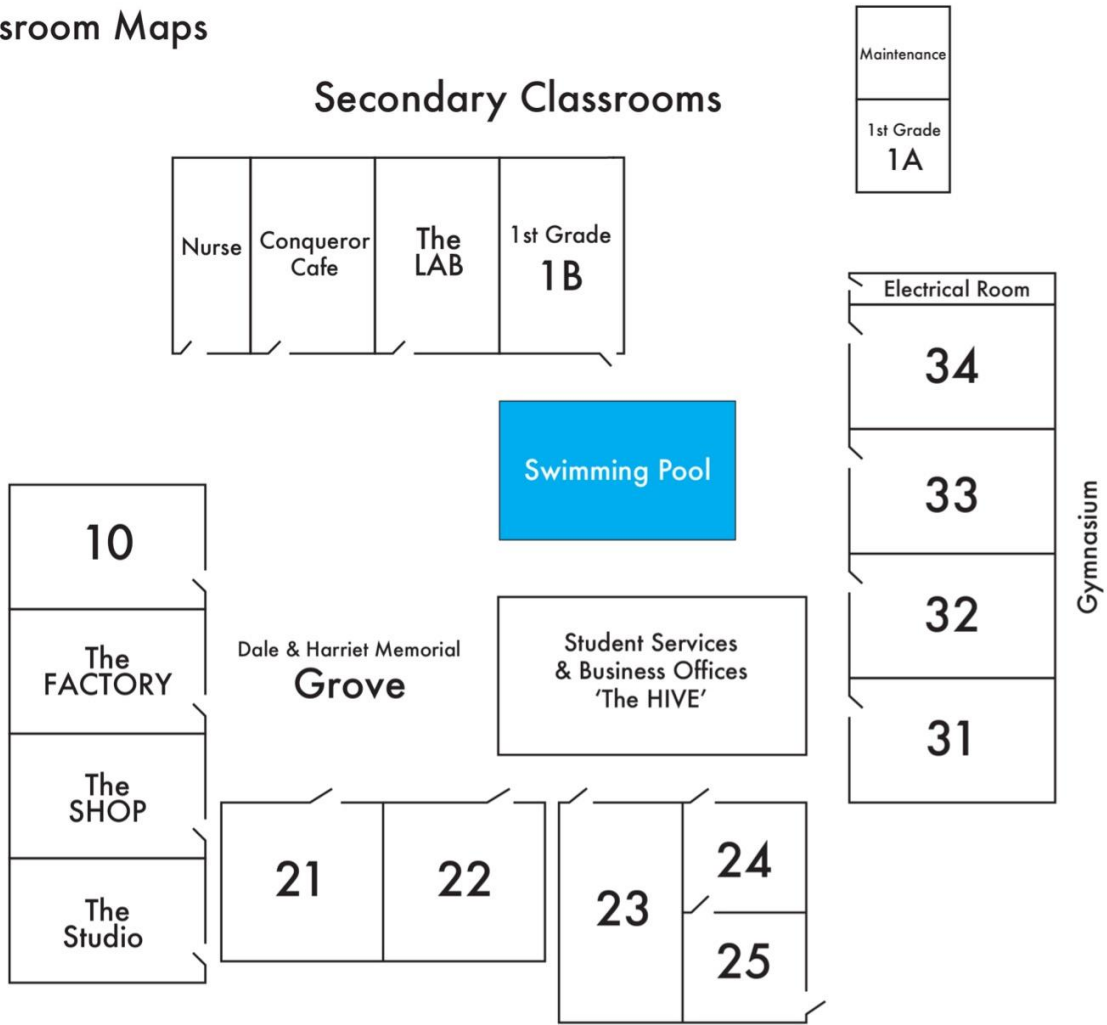 sroom Maps
Secondary Classrooms
Maintenance
1st Grade
1A
Nurse
Conqueror
Cafe
The
LAB
1st Grade
1B
Electrical Room
34
33
32
31
Gymnasium
Swimming Pool
10
The
FACTORY
The
SHOP
The
Studio
Dale & Harriet Memorial
Grove
Student Services
& Business Offices
‘The HIVE’
21
22
23
24
25